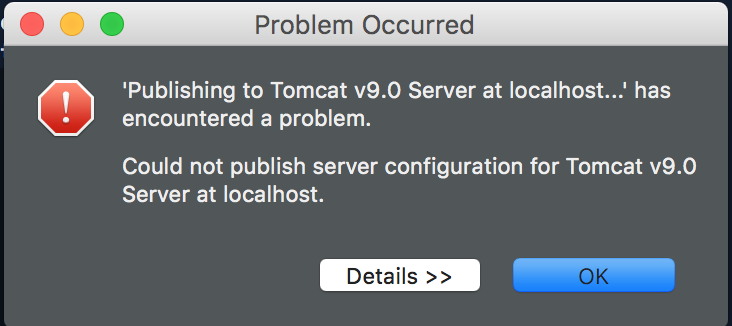 Problem Occurred
'Publishing to Tomcat v9.0 Server at localhost...' has
encountered a problem.
Could not publish server configuration for Tomcat v9.0
Server at localhost.
Details >>
OK